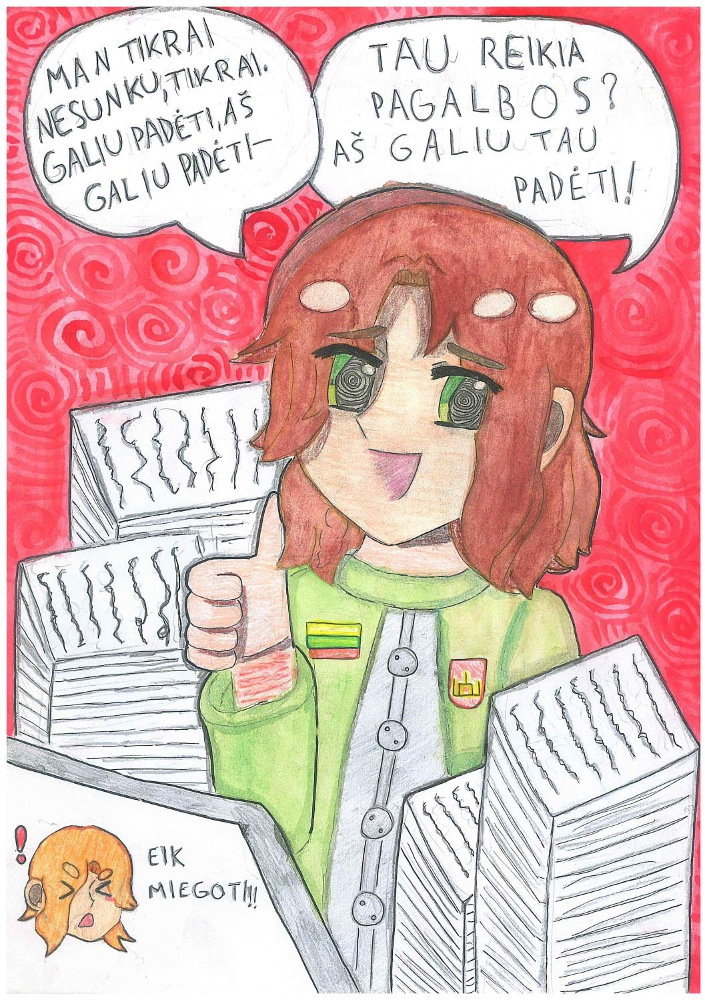 MAN TIKRAI
NESUNKU, TIKRAI.
GALIU PADĖTI, AŠ
GALIU PADĖTI–
TAU REIKIA
PAGALBOS?
AŠ GALIU TAU
PADĖTI!
!
EIK
MIEGOTI!!!